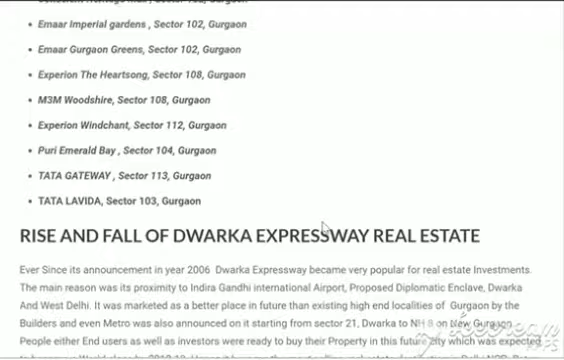 Emaar Imperial gardens , Sector 102, Gurgaon
Emaar Gurgaon Greens, Sector 102, Gurgaon
Experion The Heartsong, Sector 108, Gurgaon
M3M Woodshire, Sector 108, Gurgaon
Experion Windchant, Sector 112, Gurgaon
Puri Emerald Bay , Sector 104, Gurgaon
TATA GATEWAY , Sector 113, Gurgaon
TATA LAVIDA, Sector 103, Gurgaon
RISE AND FALL OF DWARKA EXPRESSWAY REAL ESTATE
Ever Since its announcement in year 2006 Dwarka Expressway became very popular for real estate Investments.
The main reason was its proximity to Indira Gandhi international Airport, Proposed Diplomatic Enclave, Dwarka
And West Delhi. It was marketed as a better place in future than existing high end localities of Gurgaon by the
Builders and even Metro was also announced on it starting from sector 21, Dwarka to NH 8 on New Gurgaon
People either End users as well as investors were ready to buy their Property in this future City which was expected